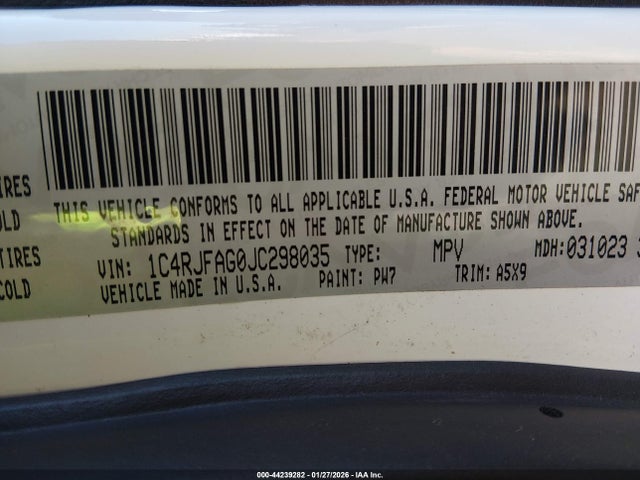 THIS VEHICLE CONFORMS TO ALL APPLICABLE U.S.A. FEDERAL MOTOR VEHICLE SAF
STANDARDS IN EFFECT ON THE DATE OF MANUFACTURE SHOWN ABOVE.
VIN: 1C4RJFAG0JC298035 TYPE: MPV MDH:031023 3
VEHICLE MADE IN U.S.A. PAINT: PW7 TRIM: A5X9
IRES
OLD
TIRES
COLD
000-44239282 - 01/27/2026 - IAA Inc.